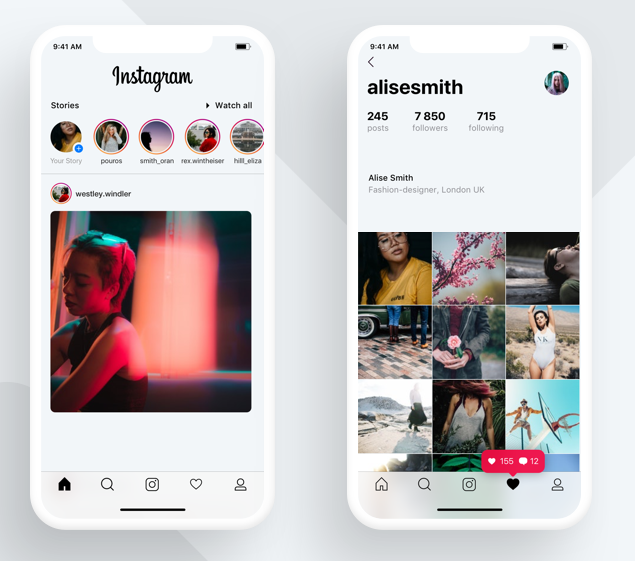 9:41 AM
Instagram
Stories
Watch all
Your Story
pouros
smith_oran
rex.wintheiser
hilll_eliza
westley.windler
9:41 AM
alisesmith
245
7 850
715
posts
followers
following
Alise Smith
Fashion-designer, London UK
155
12